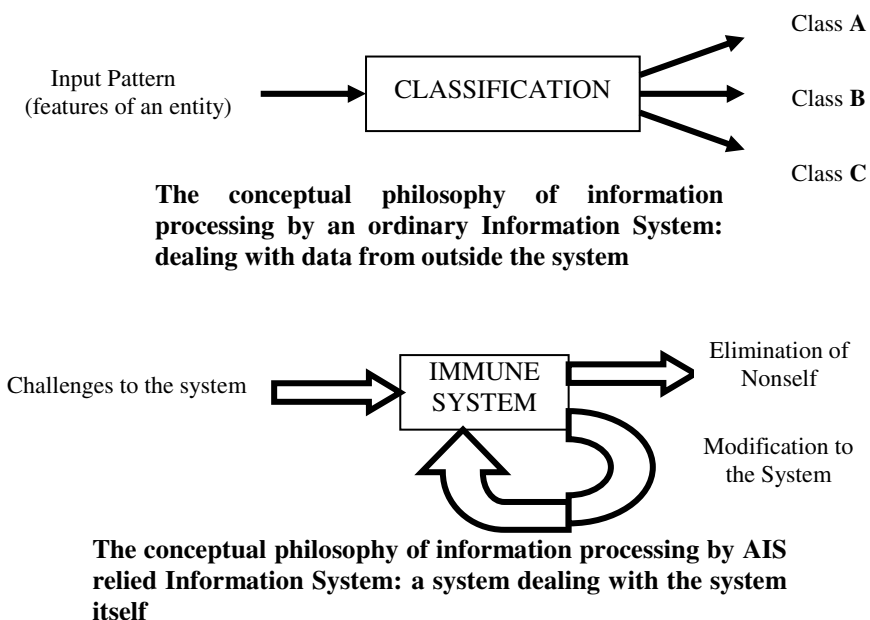 Class A
Input Pattern
(features of an entity)
CLASSIFICATION
Class B
Class C
The conceptual philosophy of information
processing by an ordinary Information System:
dealing with data from outside the system
Challenges to the system
IMMUNE
SYSTEM
Elimination of
Nonself
Modification to
the System
The conceptual philosophy of information processing by AIS
relied Information System: a system dealing with the system
itself